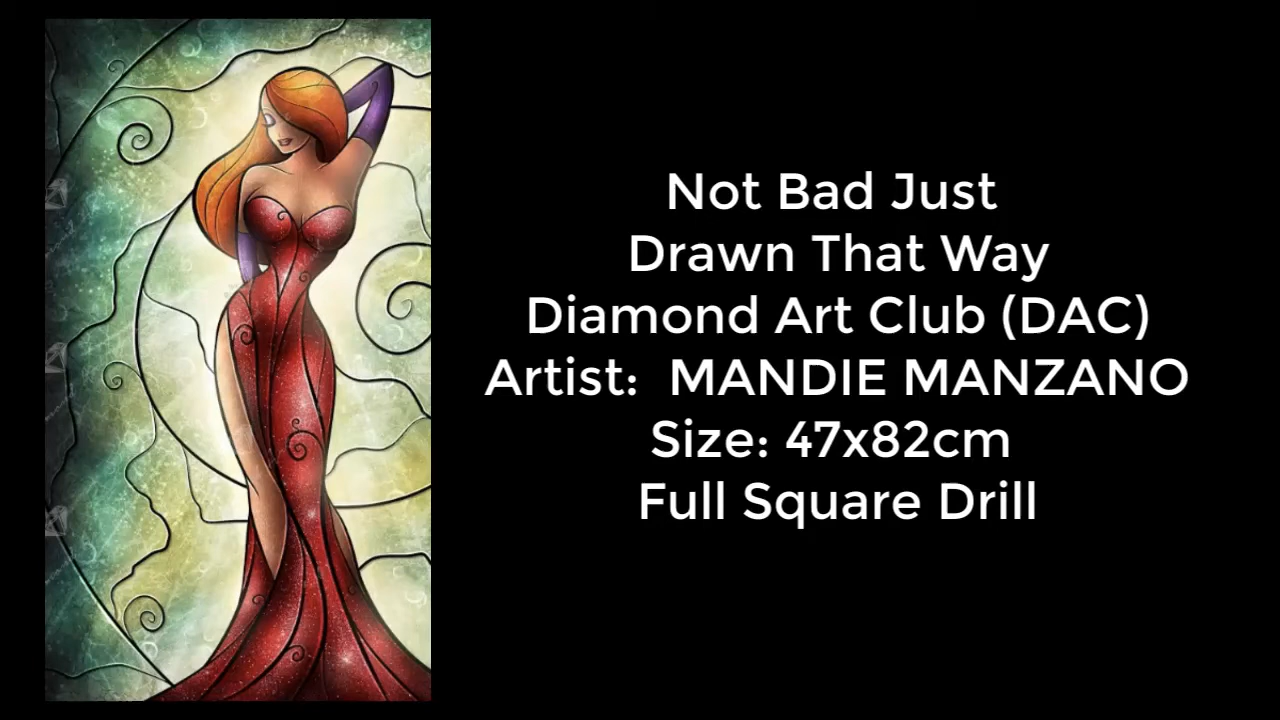 Not Bad Just
Drawn That Way
Diamond Art Club (DAC)
Artist:  MANDIE MANZANO
Size: 47x82cm
Full Square Drill